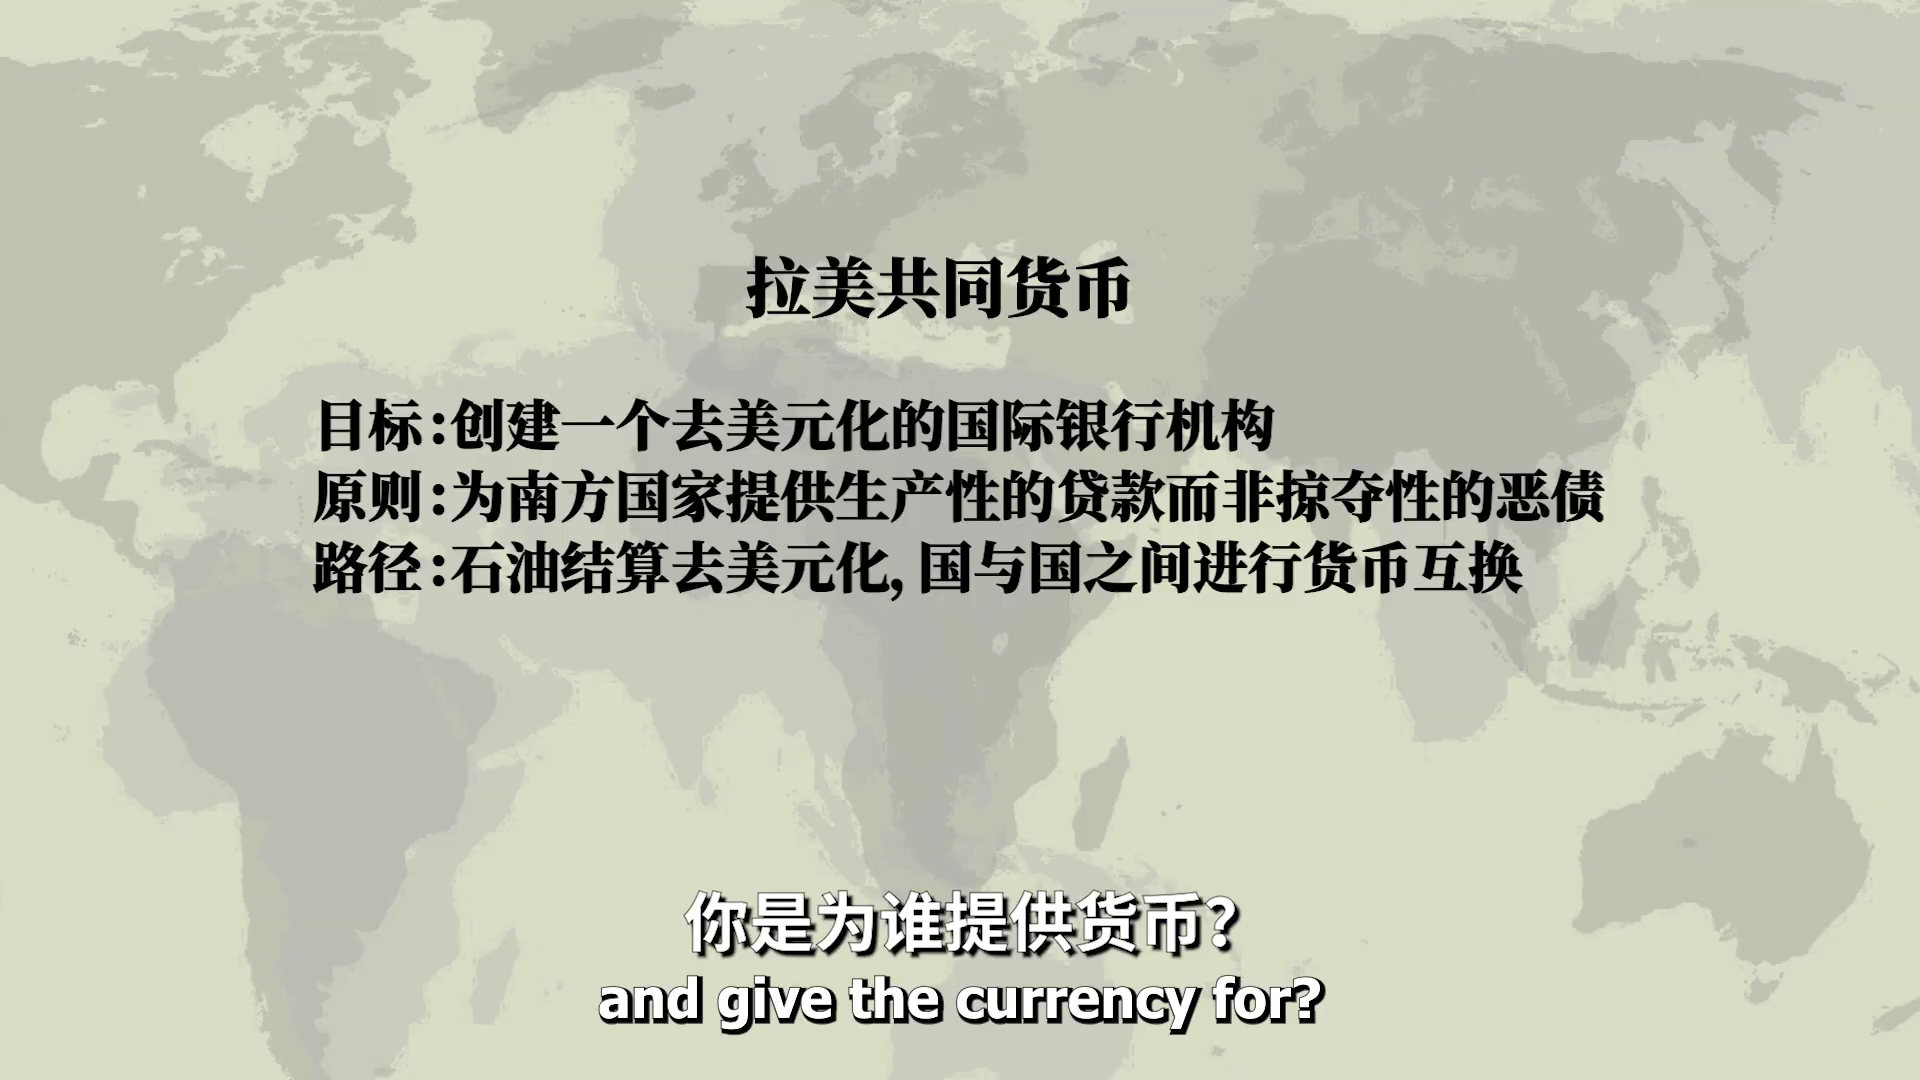 拉美共同货币
目标:创建一个去美元化的国际银行机构
原则:为南方国家提供生产性的贷款而非掠夺性的恶债
路径:石油结算去美元化, 国与国之间进行货币互换
你是为谁提供货币?
and give the currency for?